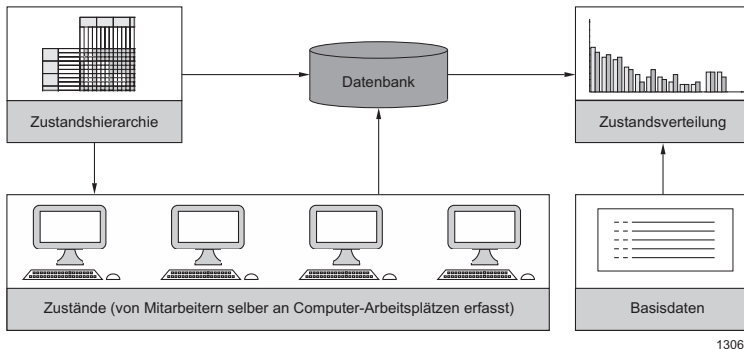 Datenbank
Zustandshierarchie
Zustandsverteilung
Zustände (von Mitarbeitern selber an Computer-Arbeitsplätzen erfasst)
Basisdaten
1306